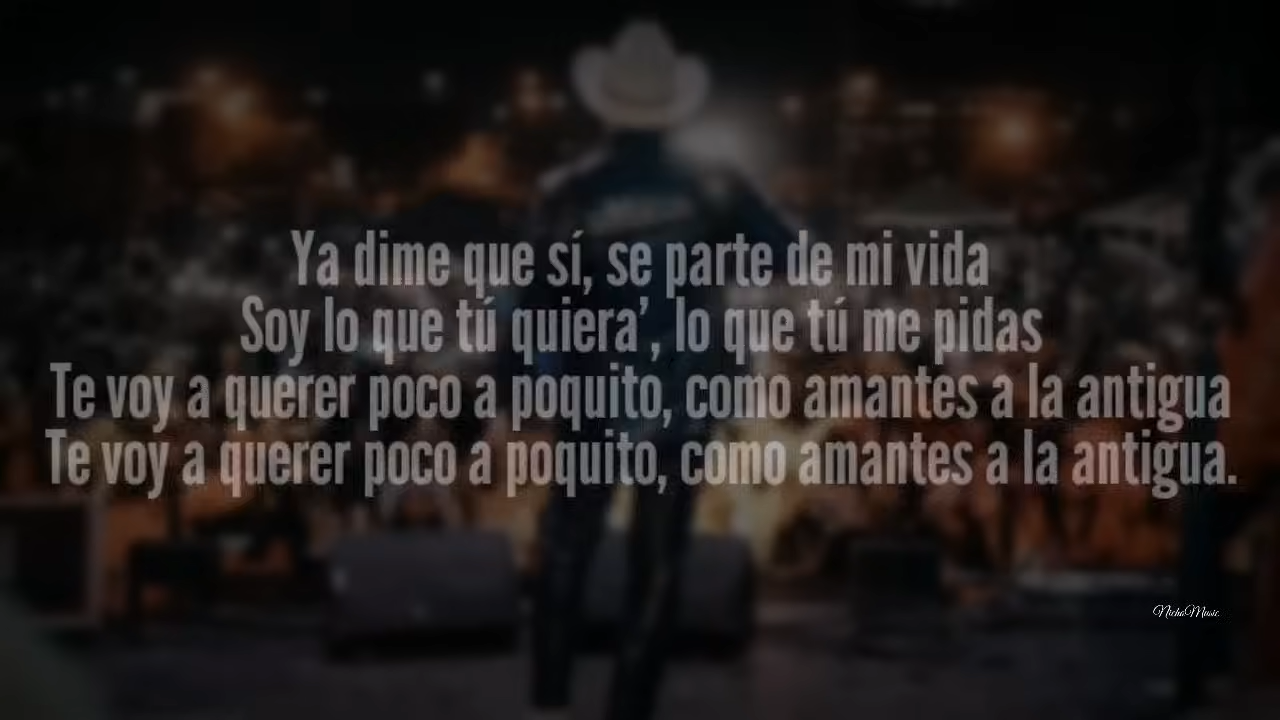 Ya dime que sí, se parte de mi vida
Soy lo que tú quiera', lo que tú me pidas
Te voy a querer poco a poquito, como amantes a la antigua
Te voy a querer poco a poquito, como amantes a la antigua.
NichoMusic